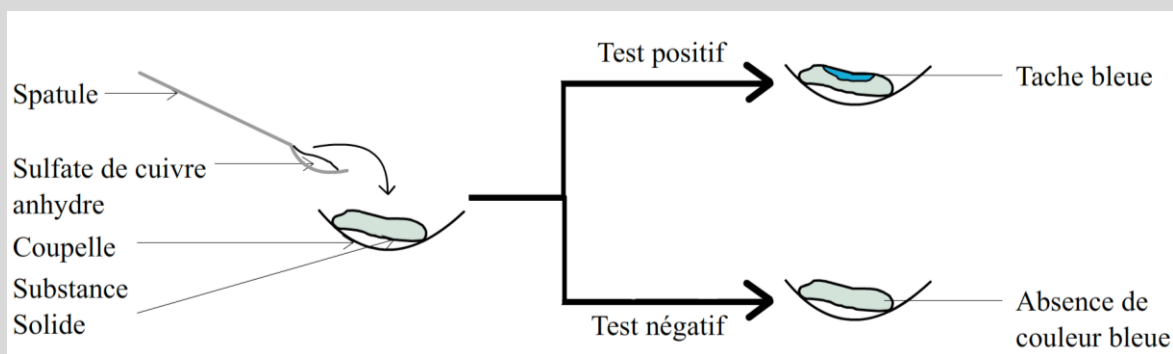 Spatule
Sulfate de cuivre
anhydre
Coupelle
Substance
Solide
Test positif
Tache bleue
Test négatif
Absence de
couleur bleue